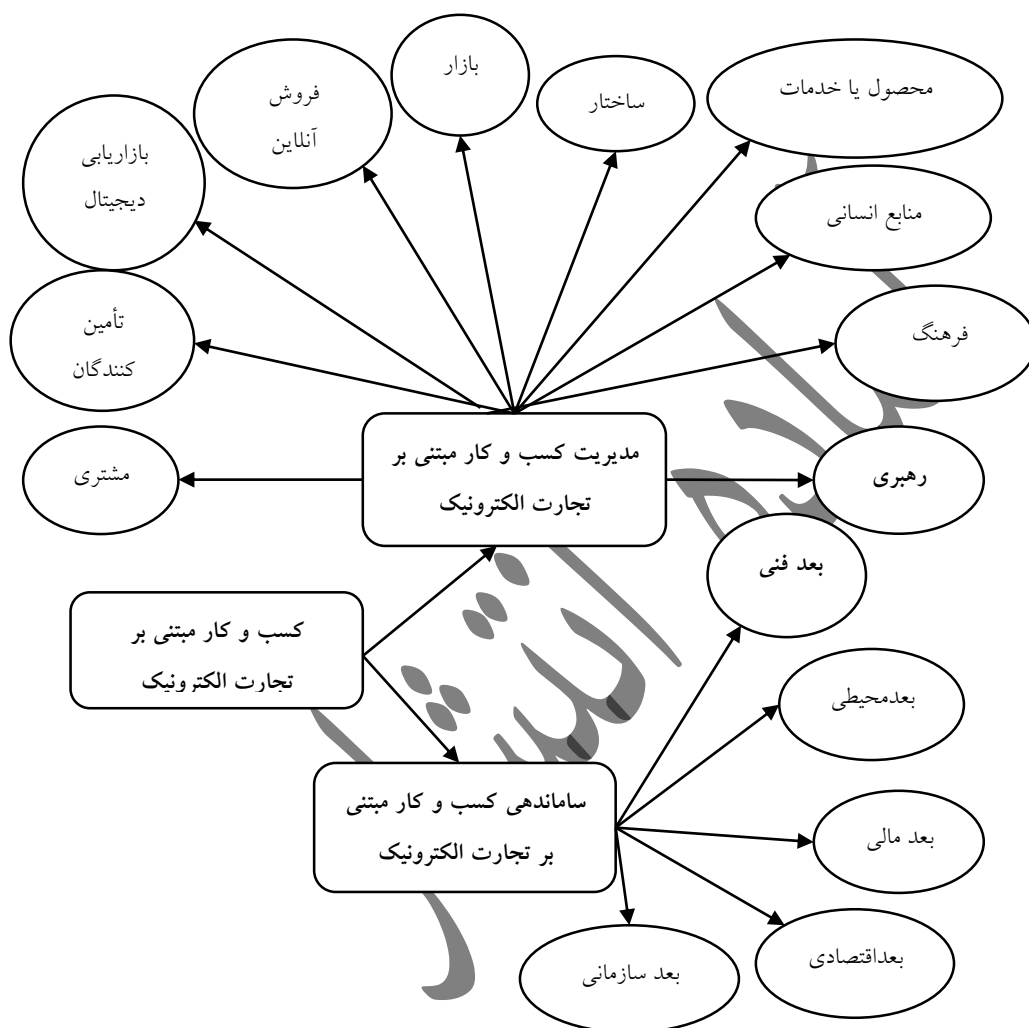 بازار
محصول یا خدمات
ساختار
فروش
آنلاین
بازاریابی
دیجیتال
منابع انسانی
تأمین
کنندگان
فرهنگ
مدیریت کسب و کار مبتنی بر
تجارت الکترونیک
مشتری
رهبری
بعد فنی
کسب و کار مبتنی بر
تجارت الکترونیک
بعدمحیطی
ساماندهی کسب و کار مبتنی
بر تجارت الکترونیک
بعد مالی
بعداقتصادی
بعد سازمانی
آماده انتشار